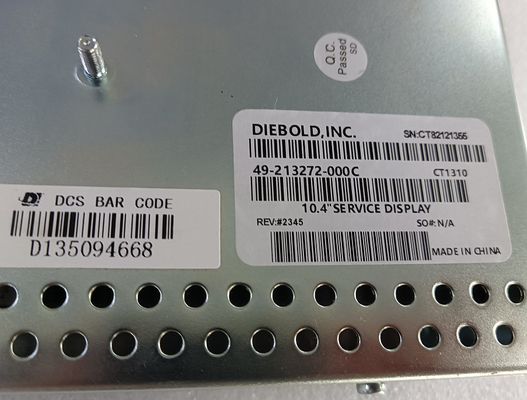 Q.C.
Passed
SD
DIEBOLD,INC.
SN:CT82121355
49-213272-000C
CT1310
10.4"SERVICE DISPLAY
REV:#2345
SO#: N/A
MADE IN CHINA
DCS BAR CODE
D135094668